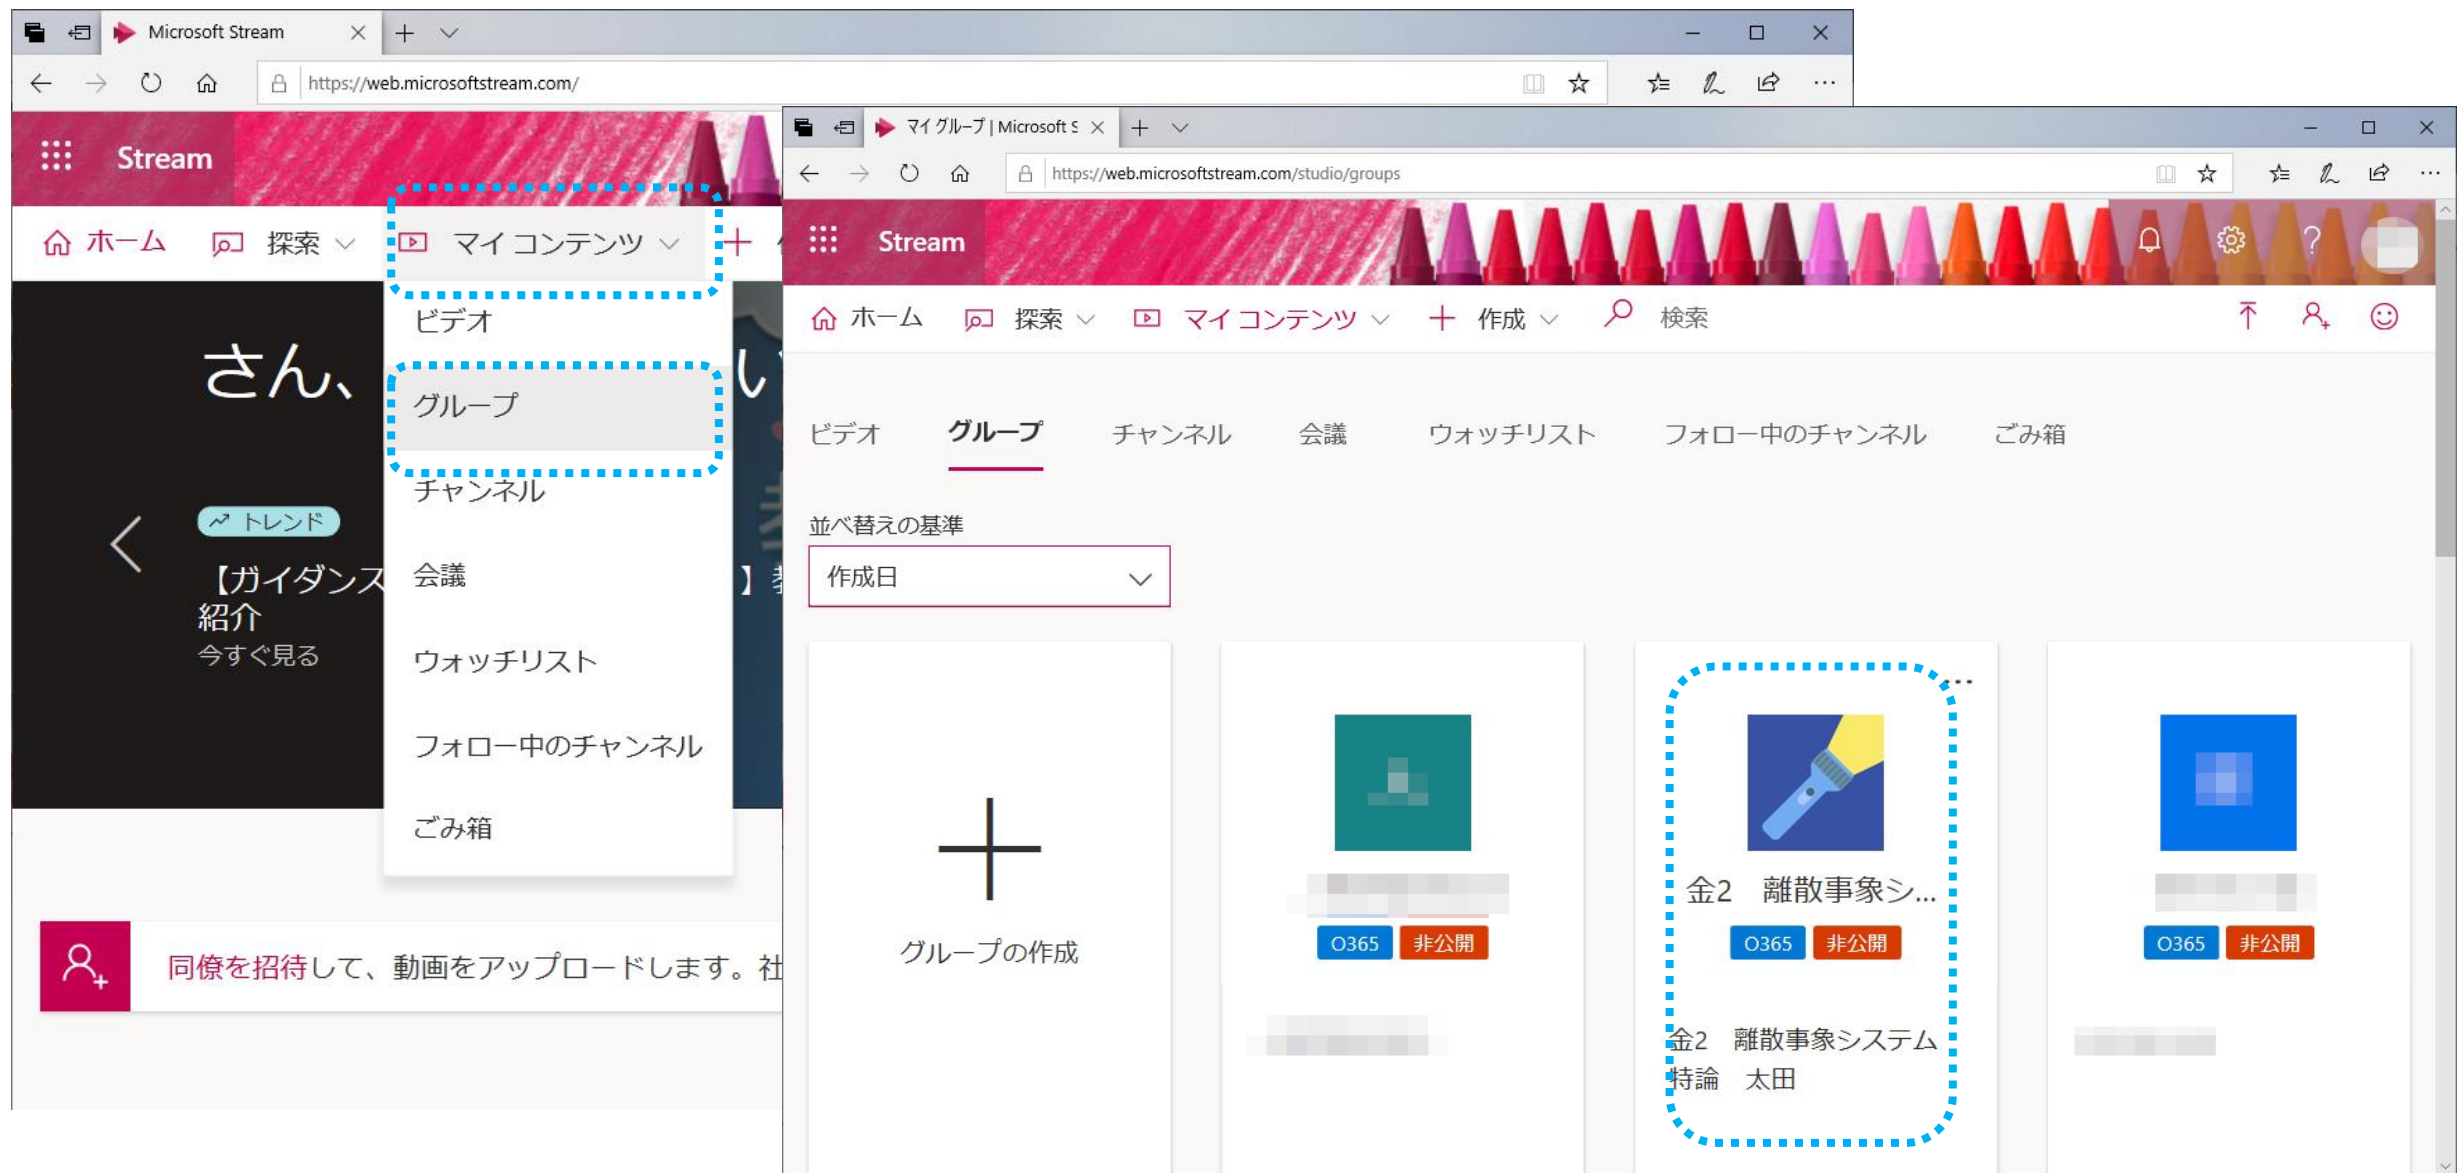 Microsoft Stream
https://web.microsoftstream.com/
Stream
ホーム 探索 マイ コンテンツ
ビデオ
グループ
チャンネル
会議
ウォッチリスト
フォロー中のチャンネル
ごみ箱
さん、
い
トレンド
【ガイダンス
】
紹介
今すぐ見る
同僚を招待して、動画をアップロードします。社
マイ グループ | Microsoft S
https://web.microsoftstream.com/studio/groups
Stream
ホーム 探索 マイ コンテンツ 作成 検索
ビデオ グループ チャンネル 会議 ウォッチリスト フォロー中のチャンネル ごみ箱
並べ替えの基準
作成日
グループの作成
O365 非公開
金2 離散事象シ...
O365 非公開
金2 離散事象システム
特論 太田
O365 非公開